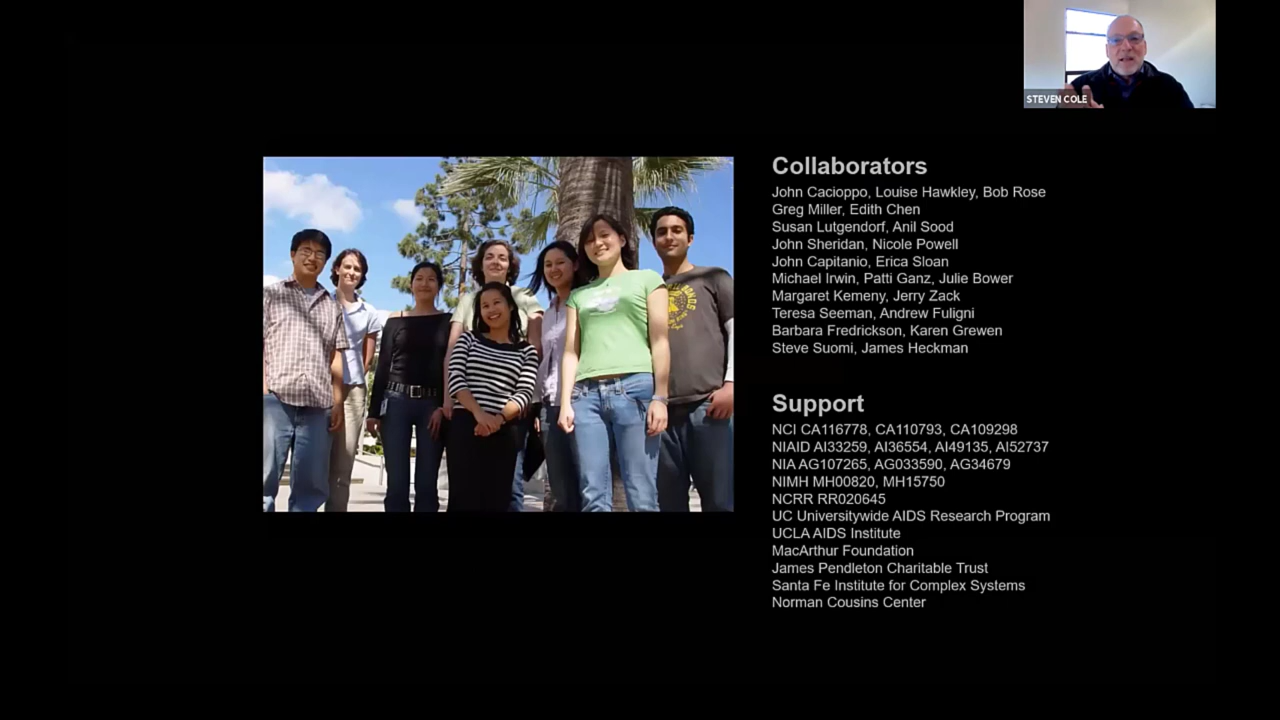 STEVEN COLE
Collaborators
John Cacioppo, Louise Hawkley, Bob Rose
Greg Miller, Edith Chen
Susan Lutgendorf, Anil Sood
John Sheridan, Nicole Powell
John Capitanio, Erica Sloan
Michael Irwin, Patti Ganz, Julie Bower
Margaret Kemeny, Jerry Zack
Teresa Seeman, Andrew Fuligni
Barbara Fredrickson, Karen Grewen
Steve Suomi, James Heckman
Support
NCI CA116778, CA110793, CA109298
NIAID AI33259, AI36554, AI49135, AI52737
NIA AG107265, AG033590, AG34679
NIMH MH00820, MH15750
NCRR RR020645
UC Universitywide AIDS Research Program
UCLA AIDS Institute
MacArthur Foundation
James Pendleton Charitable Trust
Santa Fe Institute for Complex Systems
Norman Cousins Center